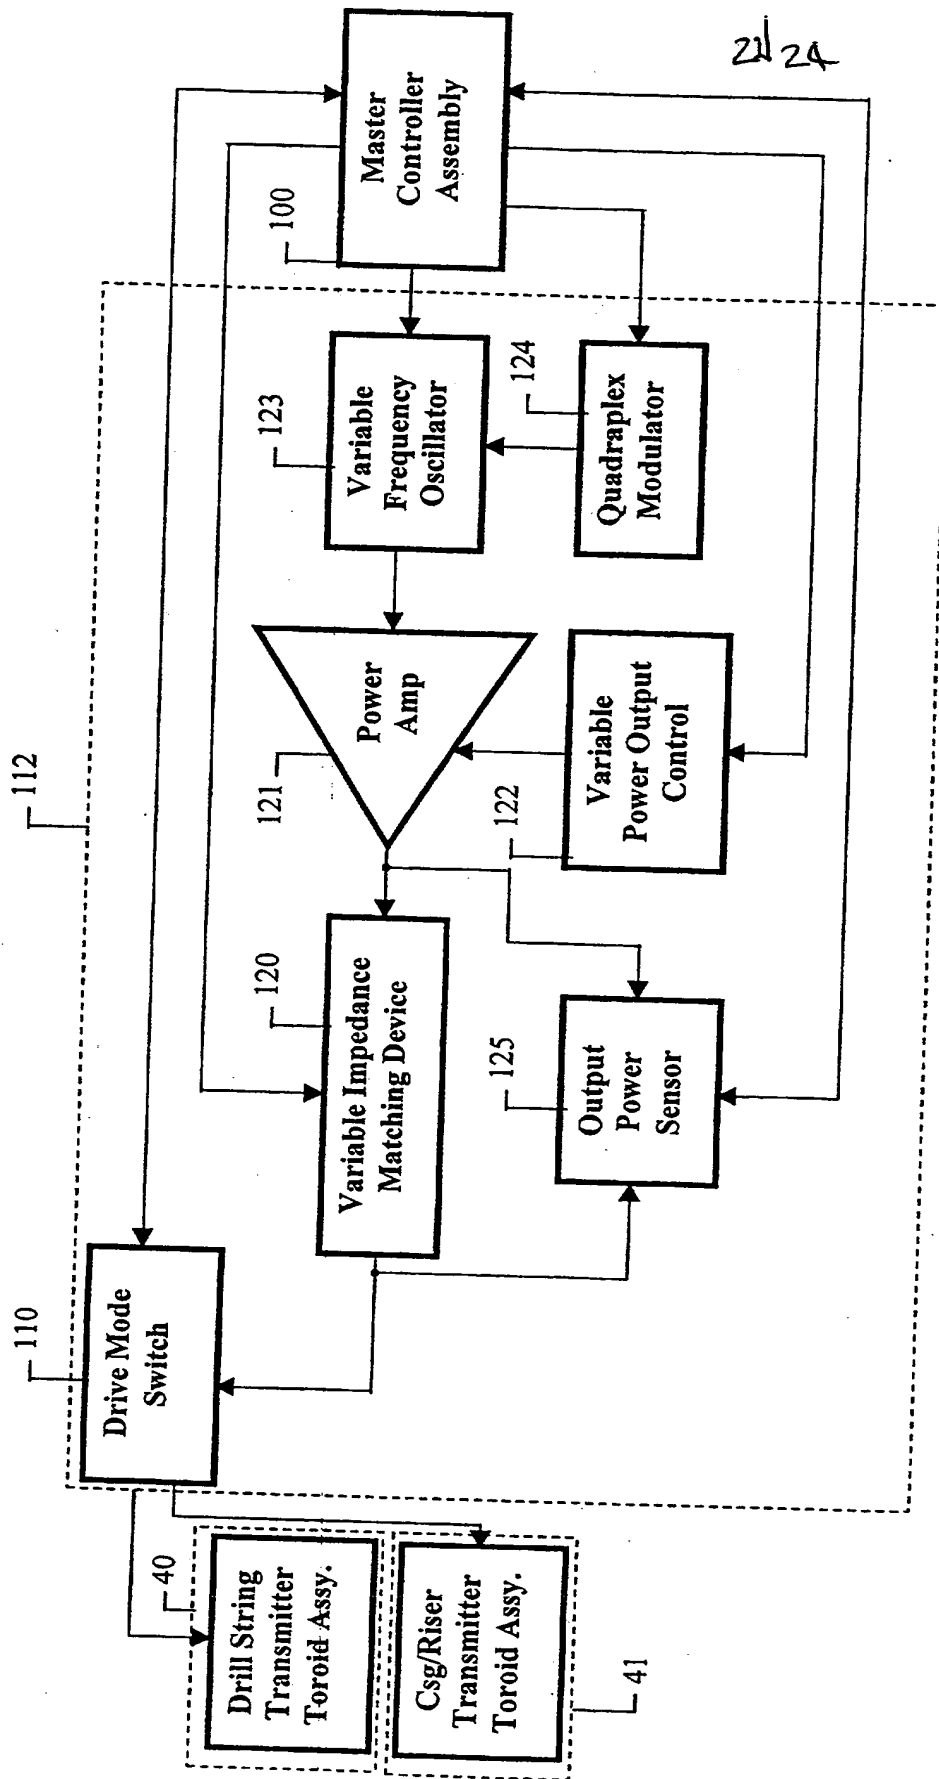 112
110
Drive Mode
Switch
40
Drill String
Transmitter
Toroid Assy.
Csg/Riser
Transmitter
Toroid Assy.
41
120
Variable Impedance
Matching Device
125
Output
Power
Sensor
121
Power
Amp
122
Variable
Power Output
Control
123
Variable
Frequency
Oscillator
124
Quadraplex
Modulator
100
Master
Controller
Assembly